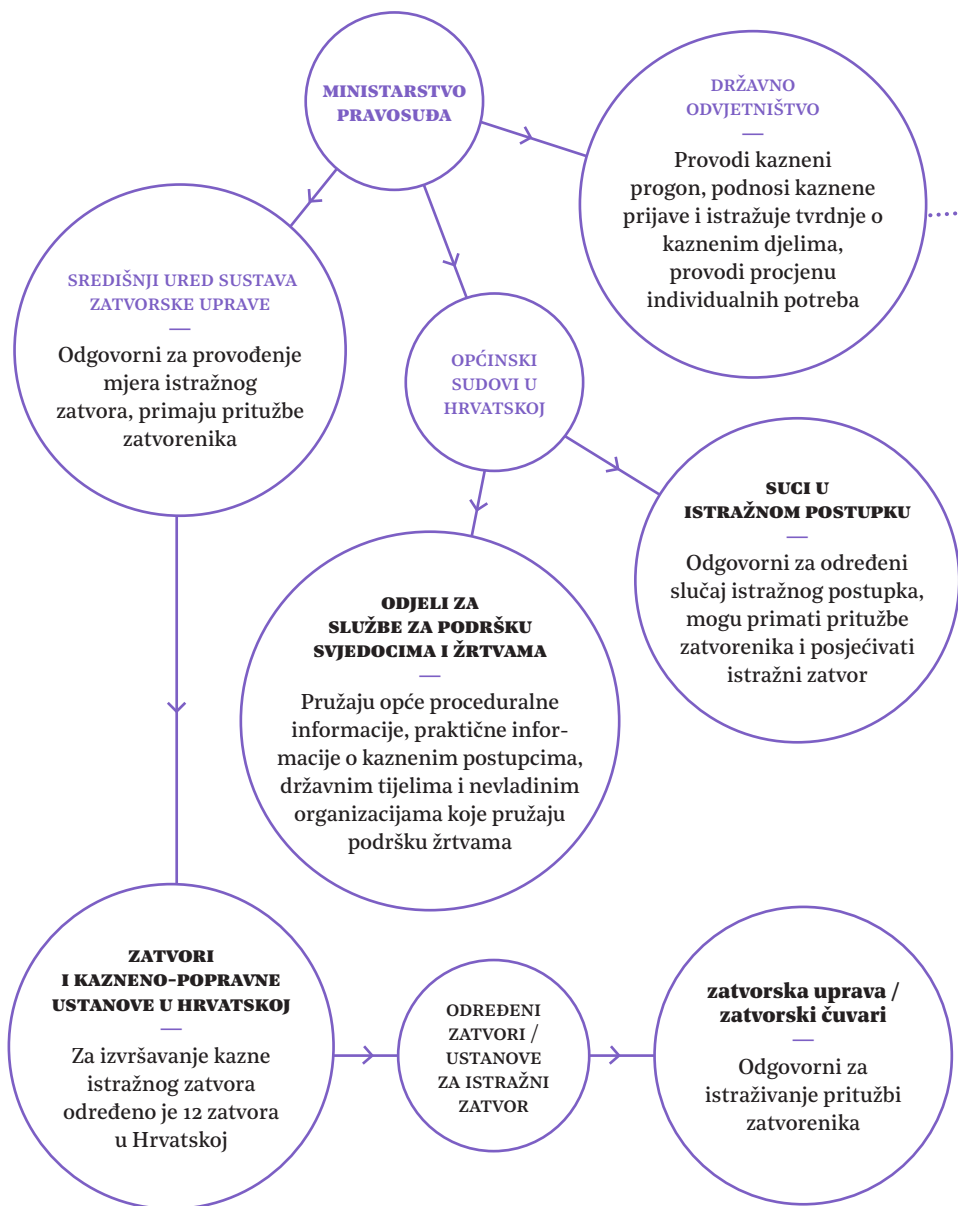 MINISTARSTVO
PRAVOSUĐA
DRŽAVNO
ODVJETNIŠTVO
—
Provodi kazneni
progon, podnosi kaznene
prijave i istražuje tvrdnje o
kaznenim djelima,
provodi procjenu
individualnih potreba
SREDIŠNJI URED SUSTAVA
ZATVORSKE UPRAVE
—
Odgovorni za provođenje
mjera istražnog
zatvora, primaju pritužbe
zatvorenika
OPĆINSKI
SUDOVI U
HRVATSKOJ
SUCI U
ISTRAŽNOM POSTUPKU
—
Odgovorni za određeni
slučaj istražnog postupka,
mogu primati pritužbe
zatvorenika i posjećivati
istražni zatvor
ODJELI ZA
SLUŽBE ZA PODRŠKU
SVJEDOCIMA I ŽRTVAMA
—
Pružaju opće proceduralne
informacije, praktične infor-
macije o kaznenim postupcima,
državnim tijelima i nevladinim
organizacijama koje pružaju
podršku žrtvama
ZATVORI
I KAZNENO-POPRAVNE
USTANOVE U HRVATSKOJ
—
Za izvršavanje kazne
istražnog zatvora
određeno je 12 zatvora
u Hrvatskoj
ODREĐENI
ZATVORI /
USTANOVE
ZA ISTRAŽNI
ZATVOR
zatvorska uprava /
zatvorski čuvari
—
Odgovorni za
istraživanje pritužbi
zatvorenika